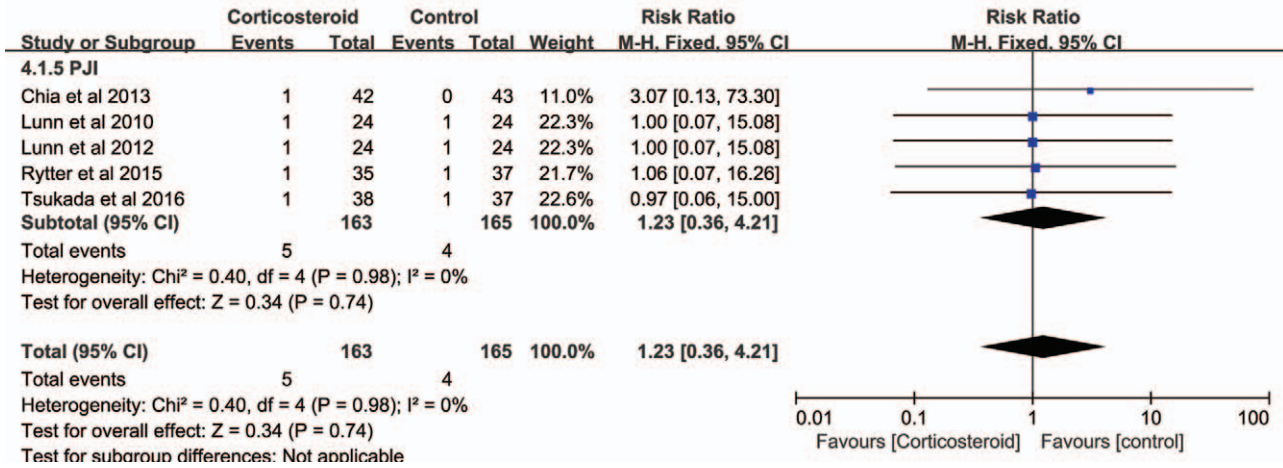 Corticosteroid Control Risk Ratio Risk Ratio
Study or Subgroup Events Total Events Total Weight M-H, Fixed, 95% CI M-H, Fixed, 95% CI
4.1.5 PJI
Chia et al 2013 1 42 0 43 11.0% 3.07 [0.13, 73.30]
Lunn et al 2010 1 24 1 24 22.3% 1.00 [0.07, 15.08]
Lunn et al 2012 1 24 1 24 22.3% 1.00 [0.07, 15.08]
Rytter et al 2015 1 35 1 37 21.7% 1.06 [0.07, 16.26]
Tsukada et al 2016 1 38 1 37 22.6% 0.97 [0.06, 15.00]
Subtotal (95% CI) 163 165 100.0% 1.23 [0.36, 4.21]
Total events 5 4
Heterogeneity: Chi² = 0.40, df = 4 (P = 0.98); I² = 0%
Test for overall effect: Z = 0.34 (P = 0.74)
Total (95% CI) 163 165 100.0% 1.23 [0.36, 4.21]
Total events 5 4
Heterogeneity: Chi² = 0.40, df = 4 (P = 0.98); I² = 0%
Test for overall effect: Z = 0.34 (P = 0.74)
Test for subgroup differences: Not applicable
0.01 0.1 1 10 100
Favours [Corticosteroid] Favours [control]